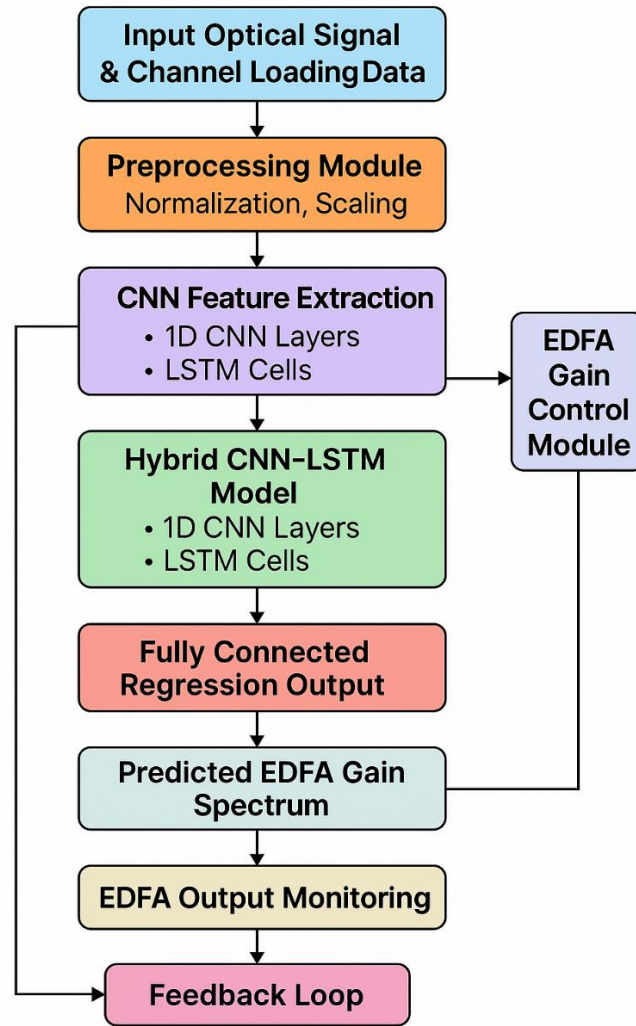 Input Optical Signal
& Channel Loading Data
Preprocessing Module
Normalization, Scaling
CNN Feature Extraction
• 1D CNN Layers
• LSTM Cells
EDFA
Gain
Control
Module
Hybrid CNN-LSTM
Model
• 1D CNN Layers
• LSTM Cells
Fully Connected
Regression Output
Predicted EDFA Gain
Spectrum
EDFA Output Monitoring
Feedback Loop